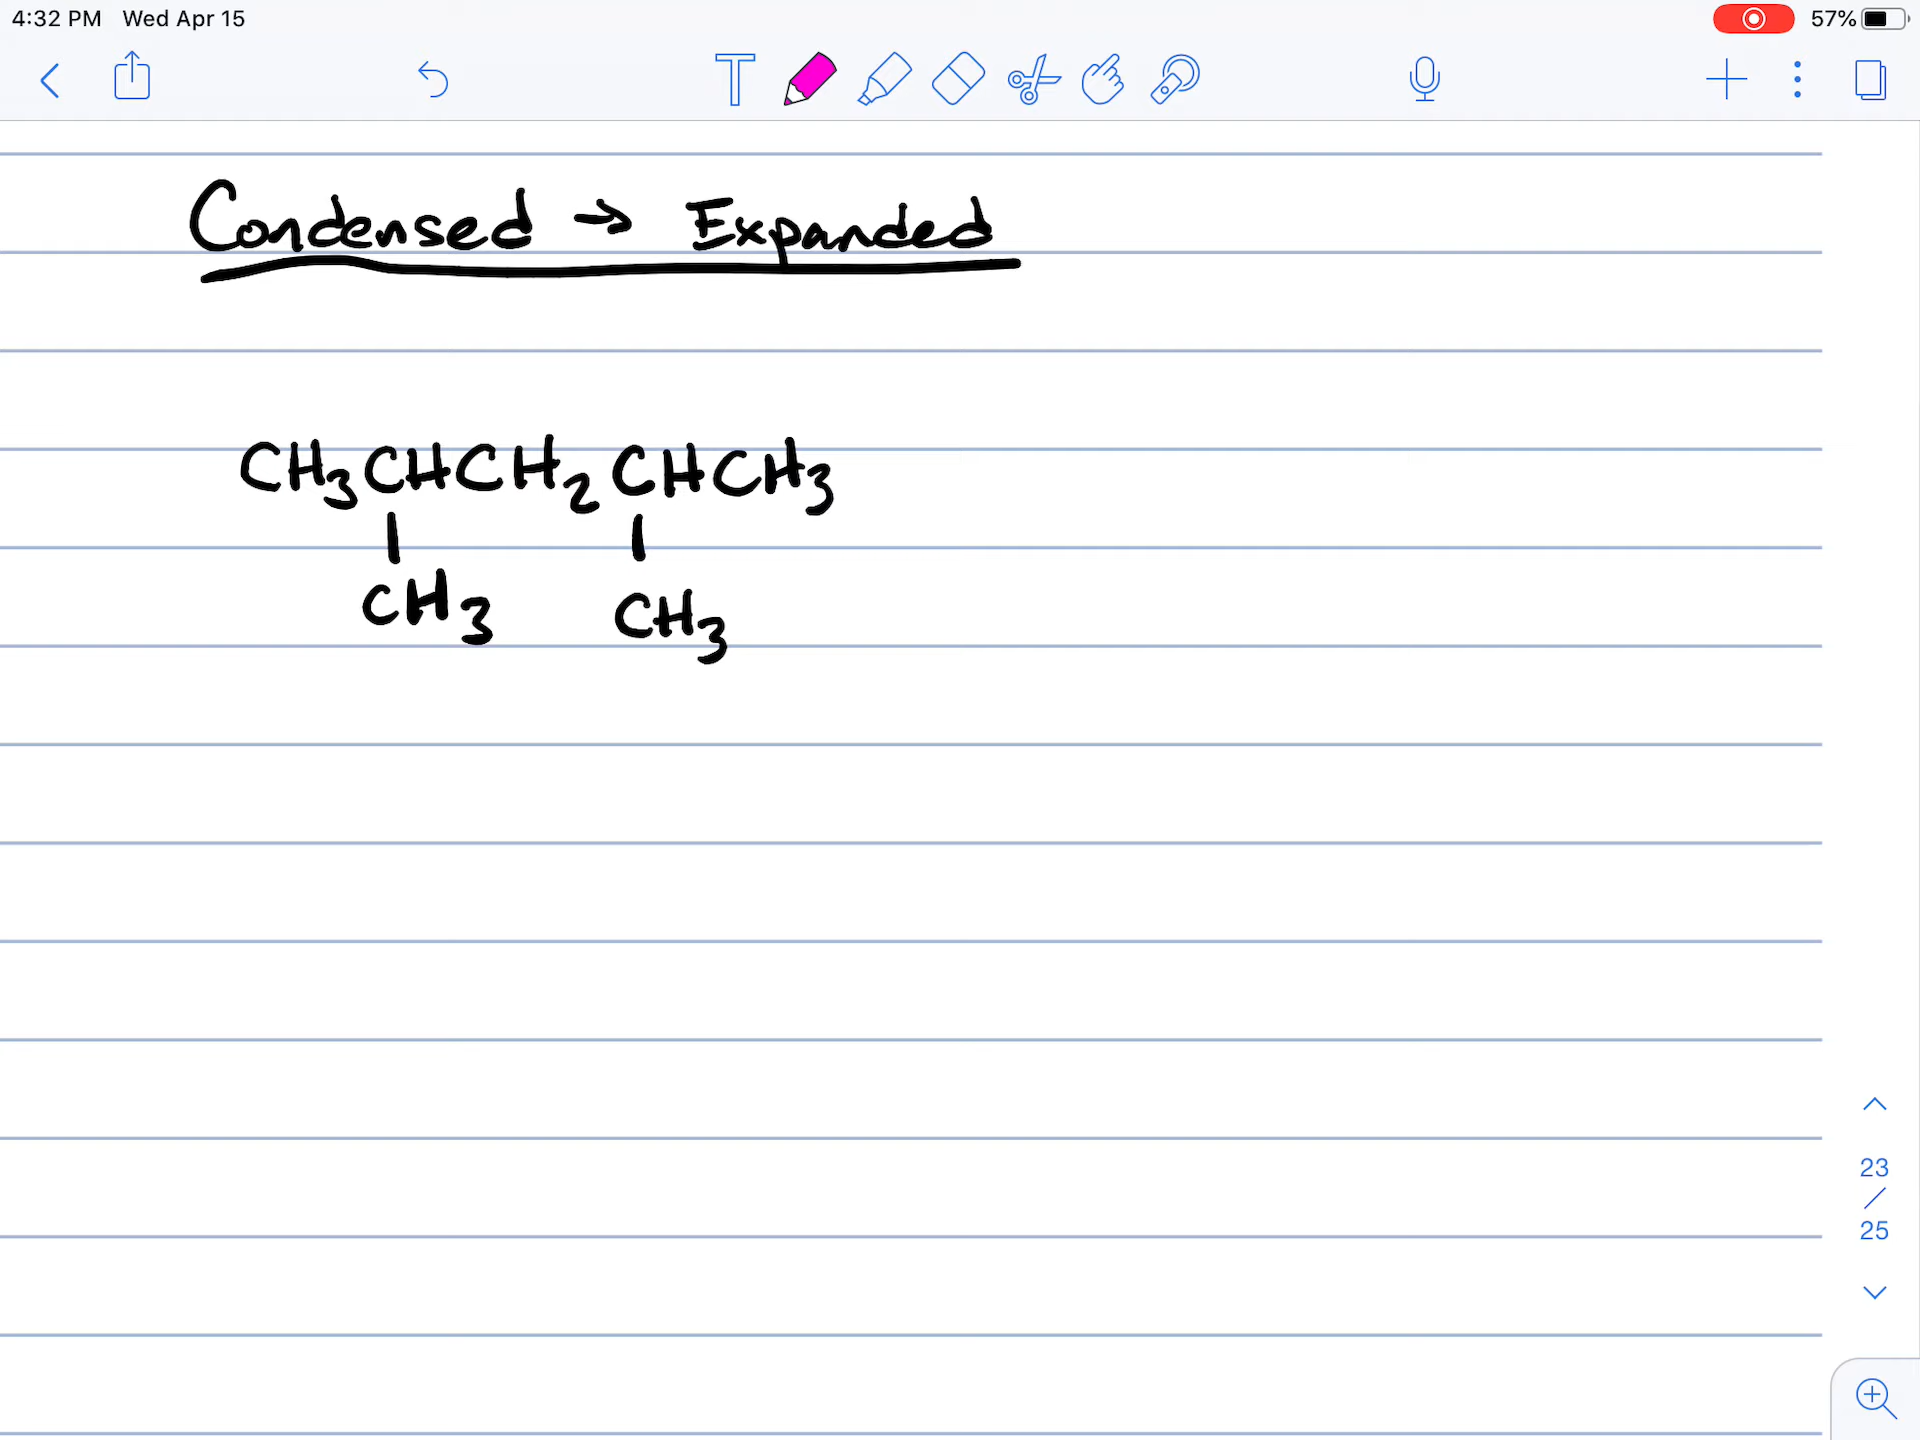 4:32 PM Wed Apr 15 57%
T
Condensed → Expanded
CH₃CHCH₂CHCH₃
CH₃ CH₃
23
/
25